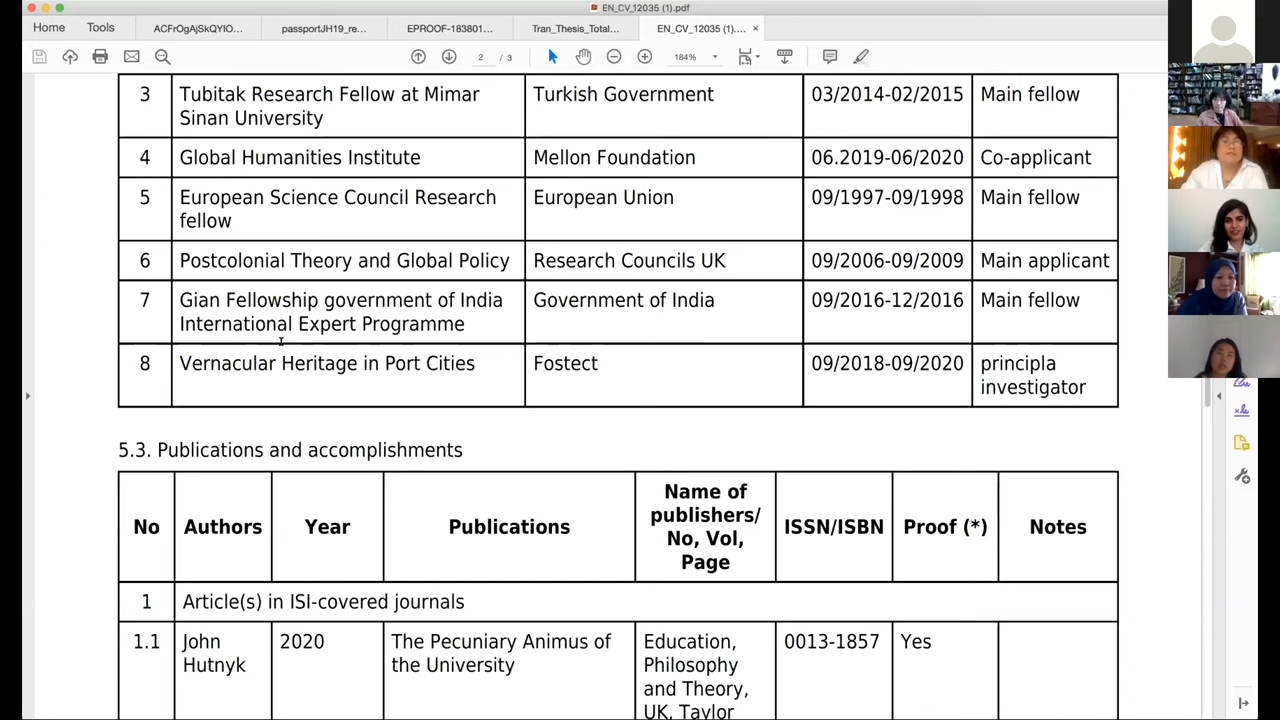 EN_CV_12035 (1).pdf
Home
Tools
ACFrOgAjSkQYIO...
passportJH19_re...
EPROOF-183801...
Tran_Thesis_Total...
EN_CV_12035 (1)....
2 / 3
184%
3 Tubitak Research Fellow at Mimar Turkish Government 03/2014-02/2015 Main fellow
Sinan University
4 Global Humanities Institute Mellon Foundation 06.2019-06/2020 Co-applicant
5 European Science Council Research European Union 09/1997-09/1998 Main fellow
fellow
6 Postcolonial Theory and Global Policy Research Councils UK 09/2006-09/2009 Main applicant
7 Gian Fellowship government of India Government of India 09/2016-12/2016 Main fellow
International Expert Programme
8 Vernacular Heritage in Port Cities Fostect 09/2018-09/2020 principla
investigator
5.3. Publications and accomplishments
No Authors Year Publications Name of publishers/ No, Vol, Page ISSN/ISBN Proof (*) Notes
1 Article(s) in ISI-covered journals
1.1 John 2020 The Pecuniary Animus of Education, 0013-1857 Yes
Hutnyk the University Philosophy
and Theory,
UK, Taylor